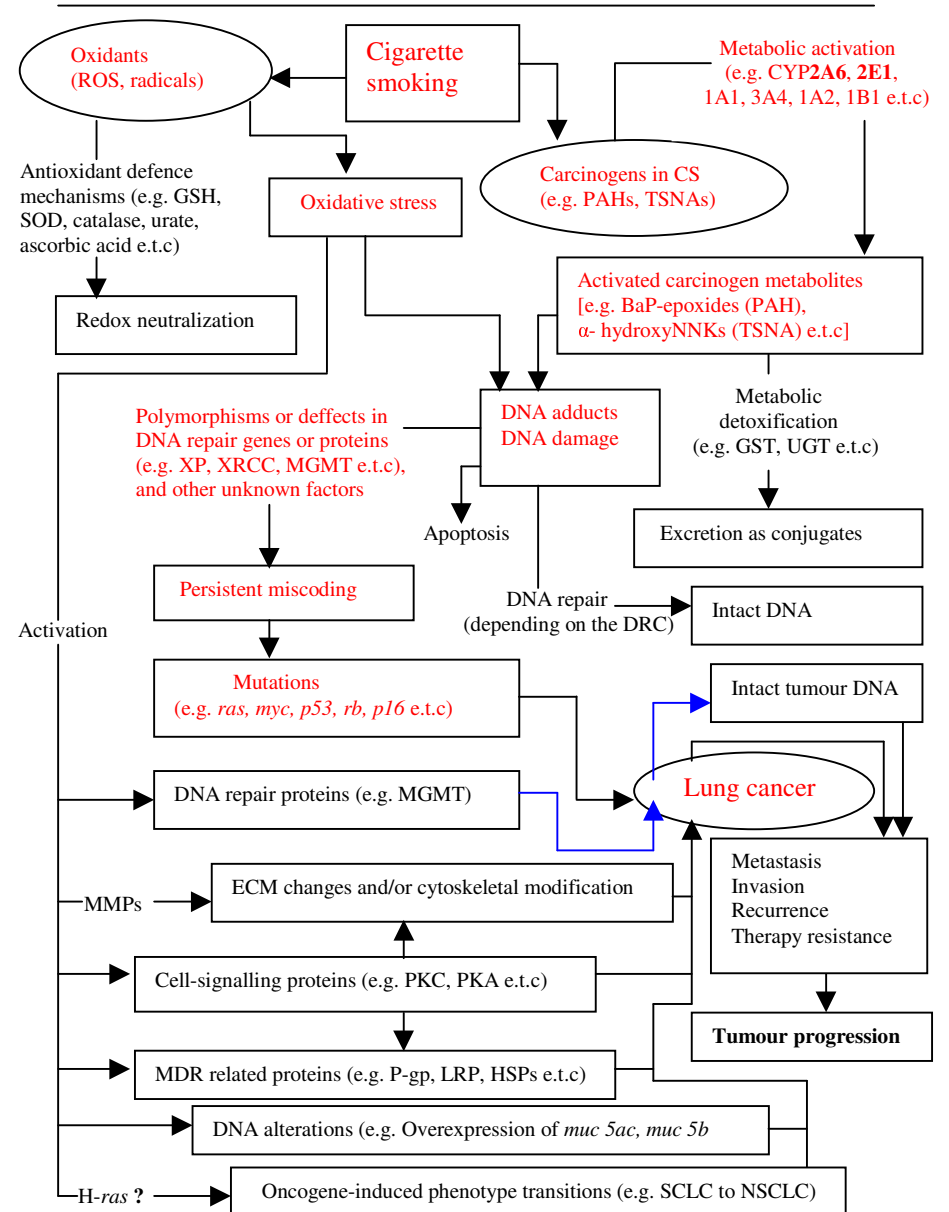 Oxidants
(ROS, radicals)
Cigarette
smoking
Metabolic activation
(e.g. CYP2A6, 2E1,
1A1, 3A4, 1A2, 1B1 e.t.c)
Antioxidant defence
mechanisms (e.g. GSH,
SOD, catalase, urate,
ascorbic acid e.t.c)
Oxidative stress
Carcinogens in CS
(e.g. PAHs, TSNAs)
Redox neutralization
Activated carcinogen metabolites
[e.g. BaP-epoxides (PAH),
α- hydroxyNNKs (TSNA) e.t.c]
Polymorphisms or deffects in
DNA repair genes or proteins
(e.g. XP, XRCC, MGMT e.t.c),
and other unknown factors
DNA adducts
DNA damage
Metabolic
detoxification
(e.g. GST, UGT e.t.c)
Apoptosis
Excretion as conjugates
Persistent miscoding
DNA repair
(depending on the DRC)
Intact DNA
Activation
Mutations
(e.g. ras, myc, p53, rb, p16 e.t.c)
Intact tumour DNA
DNA repair proteins (e.g. MGMT)
Lung cancer
MMPs
ECM changes and/or cytoskeletal modification
Metastasis
Invasion
Recurrence
Therapy resistance
Cell-signalling proteins (e.g. PKC, PKA e.t.c)
Tumour progression
MDR related proteins (e.g. P-gp, LRP, HSPs e.t.c)
DNA alterations (e.g. Overexpression of muc 5ac, muc 5b
H-ras ?
Oncogene-induced phenotype transitions (e.g. SCLC to NSCLC)